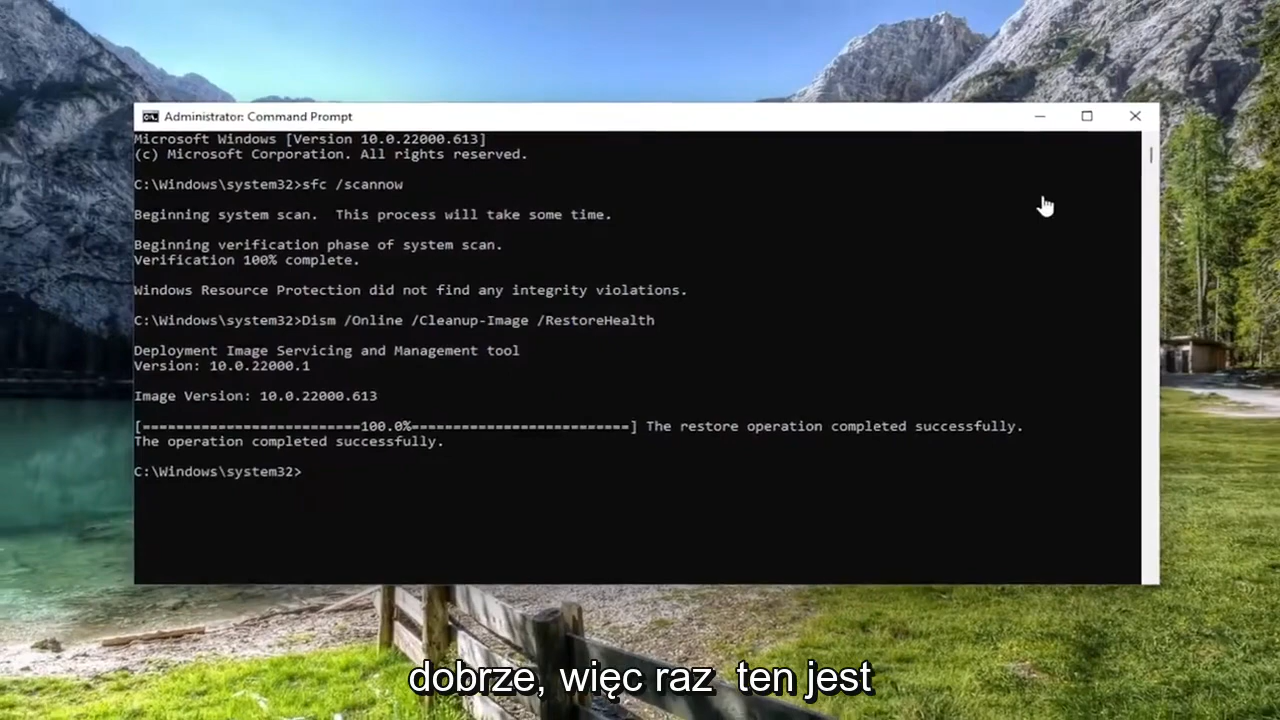 Administrator: Command Prompt
Microsoft Windows [Version 10.0.22000.613]
(c) Microsoft Corporation. All rights reserved.
C:\Windows\system32>sfc /scannow
Beginning system scan.  This process will take some time.
Beginning verification phase of system scan.
Verification 100% complete.
Windows Resource Protection did not find any integrity violations.
C:\Windows\system32>Dism /Online /Cleanup-Image /RestoreHealth
Deployment Image Servicing and Management tool
Version: 10.0.22000.1
Image Version: 10.0.22000.613
[==========================100.0%==========================] The restore operation completed successfully.
The operation completed successfully.
C:\Windows\system32>
dobrze, więc raz  ten jest